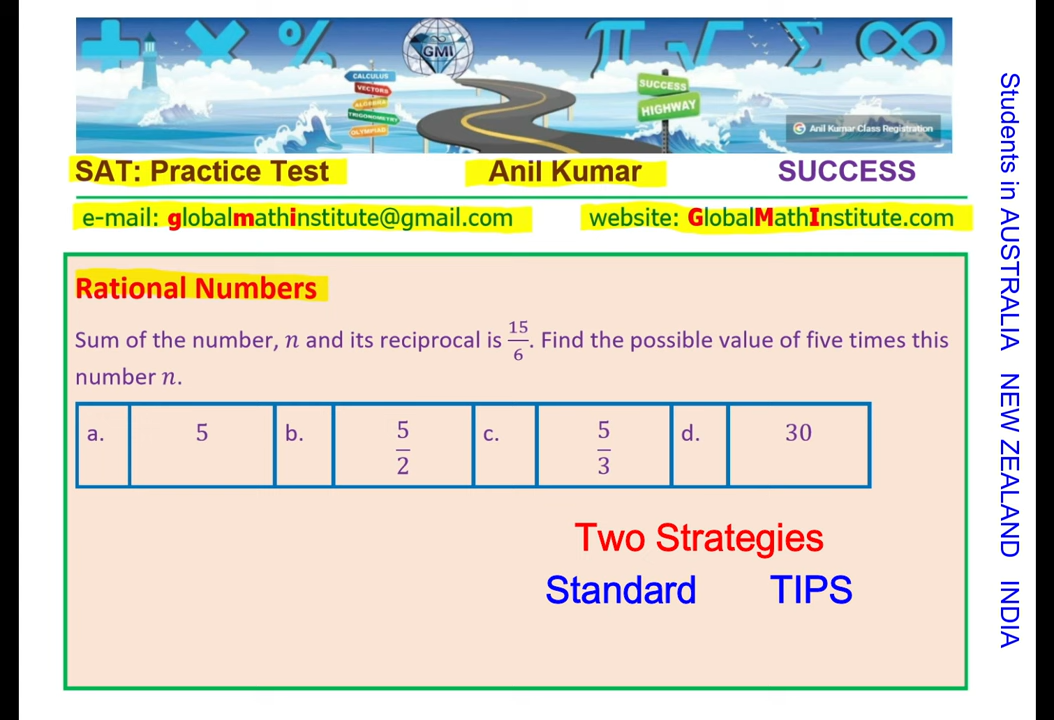 GMI
CALCULUS
VECTORS
ALGEBRA
TRIGONOMETRY
OLYMPIAD
SUCCESS
HIGHWAY
Anil Kumar Class Registration
SAT: Practice Test Anil Kumar SUCCESS
e-mail: globalmathinstitute@gmail.com website: GlobalMathInstitute.com
Rational Numbers
Sum of the number, n and its reciprocal is 15/6. Find the possible value of five times this
number n.
a. 5 b. 5/2 c. 5/3 d. 30
Two Strategies
Standard TIPS
Students in AUSTRALIA NEW ZEALAND INDIA